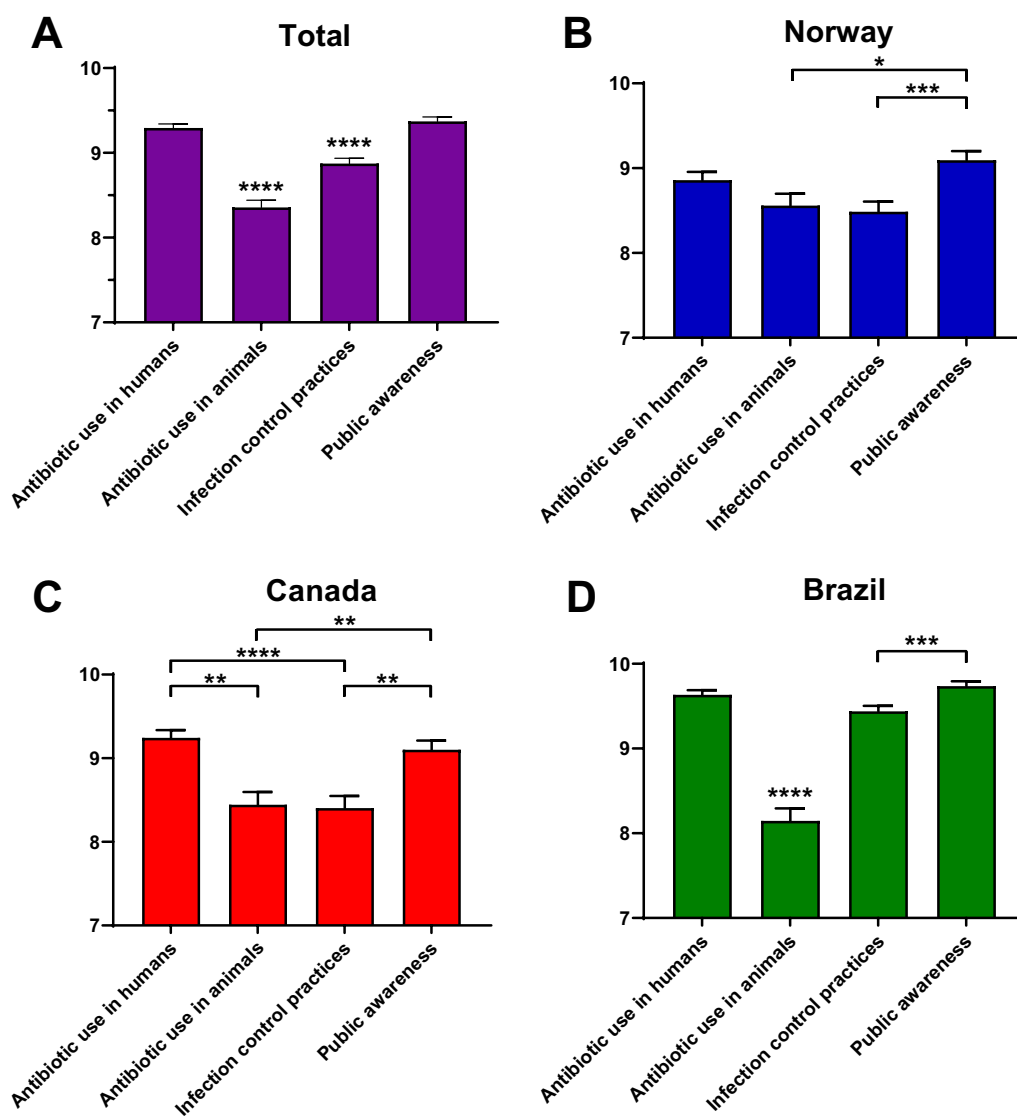 A
Total
10
9
8
7
****
****
Antibiotic use in humans
Antibiotic use in animals
Infection control practices
Public awareness
B
Norway
10
9
8
7
*
***
Antibiotic use in humans
Antibiotic use in animals
Infection control practices
Public awareness
C
Canada
10
9
8
7
**
****
**
**
Antibiotic use in humans
Antibiotic use in animals
Infection control practices
Public awareness
D
Brazil
10
9
8
7
***
****
Antibiotic use in humans
Antibiotic use in animals
Infection control practices
Public awareness